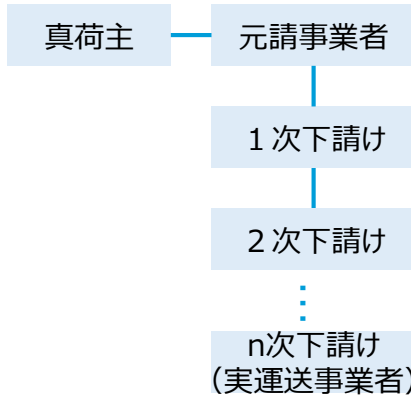 真荷主
元請事業者
１次下請け
２次下請け
n次下請け
（実運送事業者）